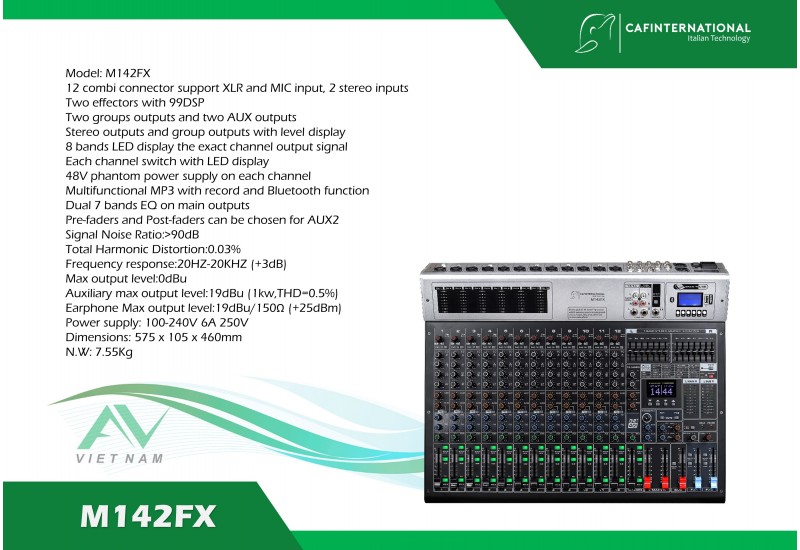 CAFINTERNATIONAL
Italian Technology
Model: M142FX
12 combi connector support XLR and MIC input, 2 stereo inputs
Two effectors with 99DSP
Two groups outputs and two AUX outputs
Stereo outputs and group outputs with level display
8 bands LED display the exact channel output signal
Each channel switch with LED display
48V phantom power supply on each channel
Multifunctional MP3 with record and Bluetooth function
Dual 7 bands EQ on main outputs
Pre-faders and Post-faders can be chosen for AUX2
Signal Noise Ratio:>90dB
Total Harmonic Distortion:0.03%
Frequency response:20HZ-20KHZ (+3dB)
Max output level:0dBu
Auxiliary max output level:19dBu (1kw,THD=0.5%)
Earphone Max output level:19dBu/150Ω (+25dBm)
Power supply: 100-240V 6A 250V
Dimensions: 575 x 105 x 460mm
N.W: 7.55Kg
AV
VIET NAM
M142FX